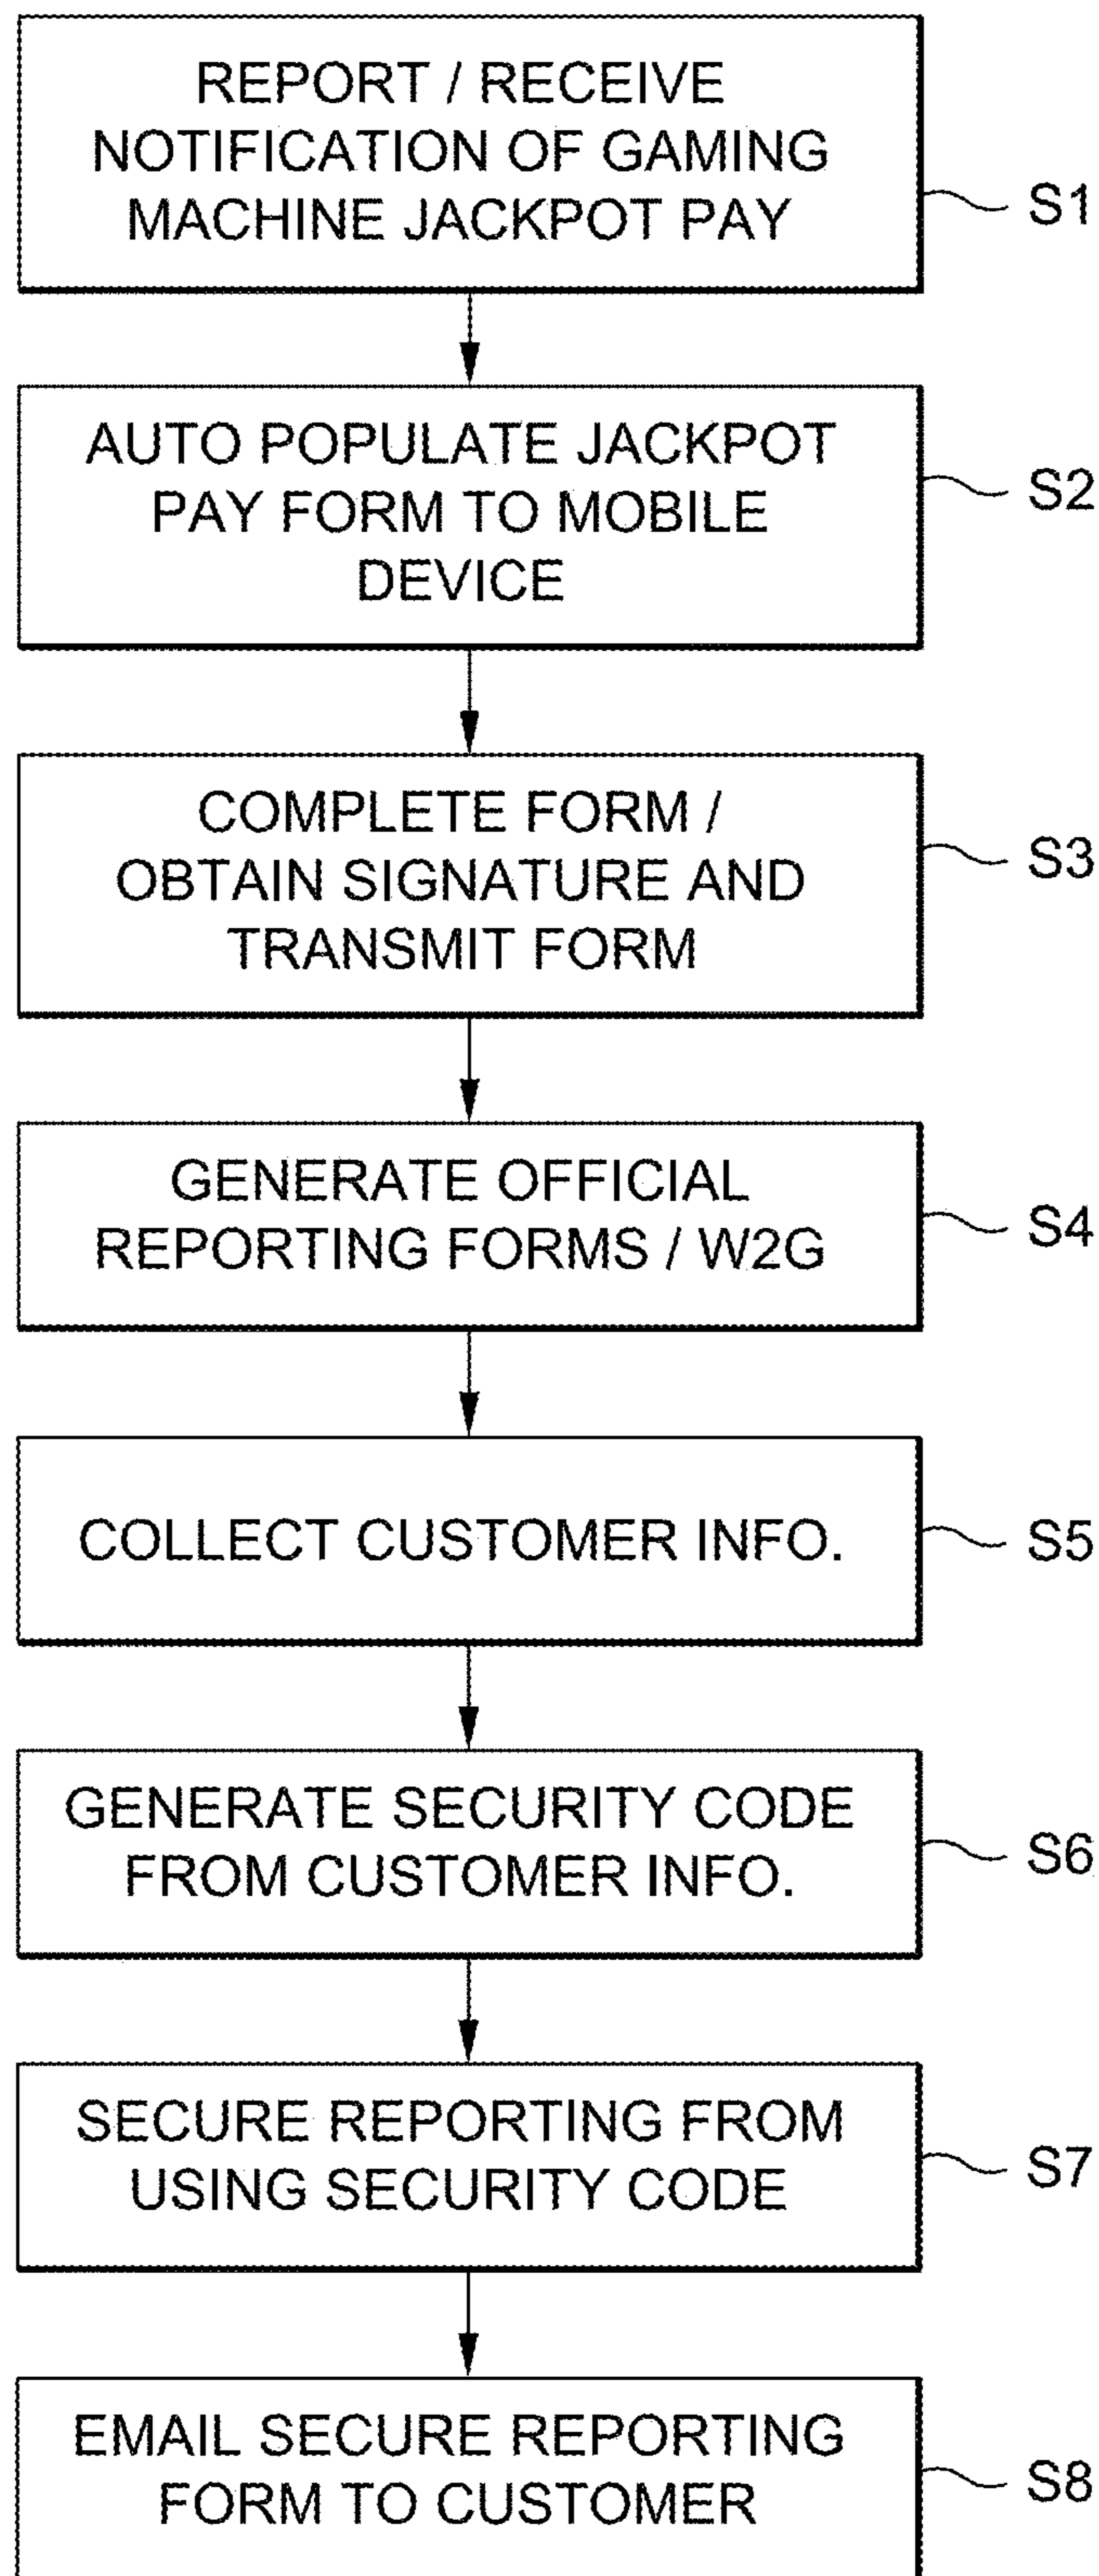 REPORT / RECEIVE
NOTIFICATION OF GAMING
MACHINE JACKPOT PAY
S1
AUTO POPULATE JACKPOT
PAY FORM TO MOBILE
DEVICE
S2
COMPLETE FORM /
OBTAIN SIGNATURE AND
TRANSMIT FORM
S3
GENERATE OFFICIAL
REPORTING FORMS / W2G
S4
COLLECT CUSTOMER INFO.
S5
GENERATE SECURITY CODE
FROM CUSTOMER INFO.
S6
SECURE REPORTING FROM
USING SECURITY CODE
S7
EMAIL SECURE REPORTING
FORM TO CUSTOMER
S8